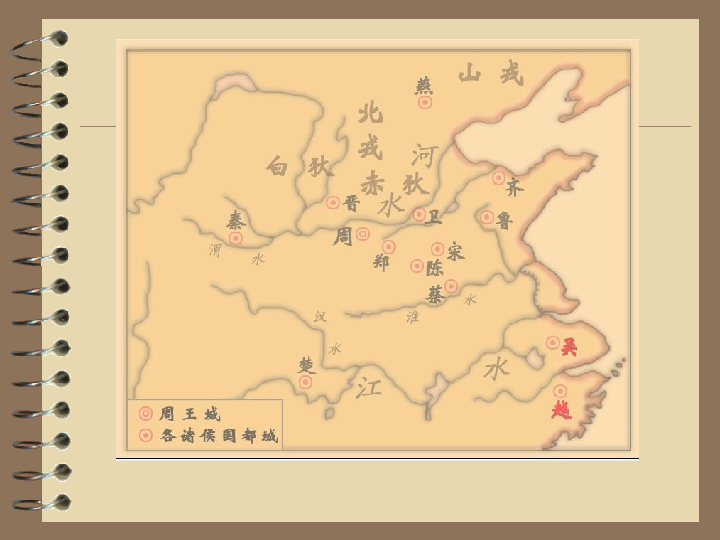 山戎
燕
北戎
河水
白狄
赤狄
齐
晋
卫
鲁
秦
周
宋
郑
渭水
陈
蔡
淮水
汉水
吴
楚
江水
越
周王城
各诸侯国都城